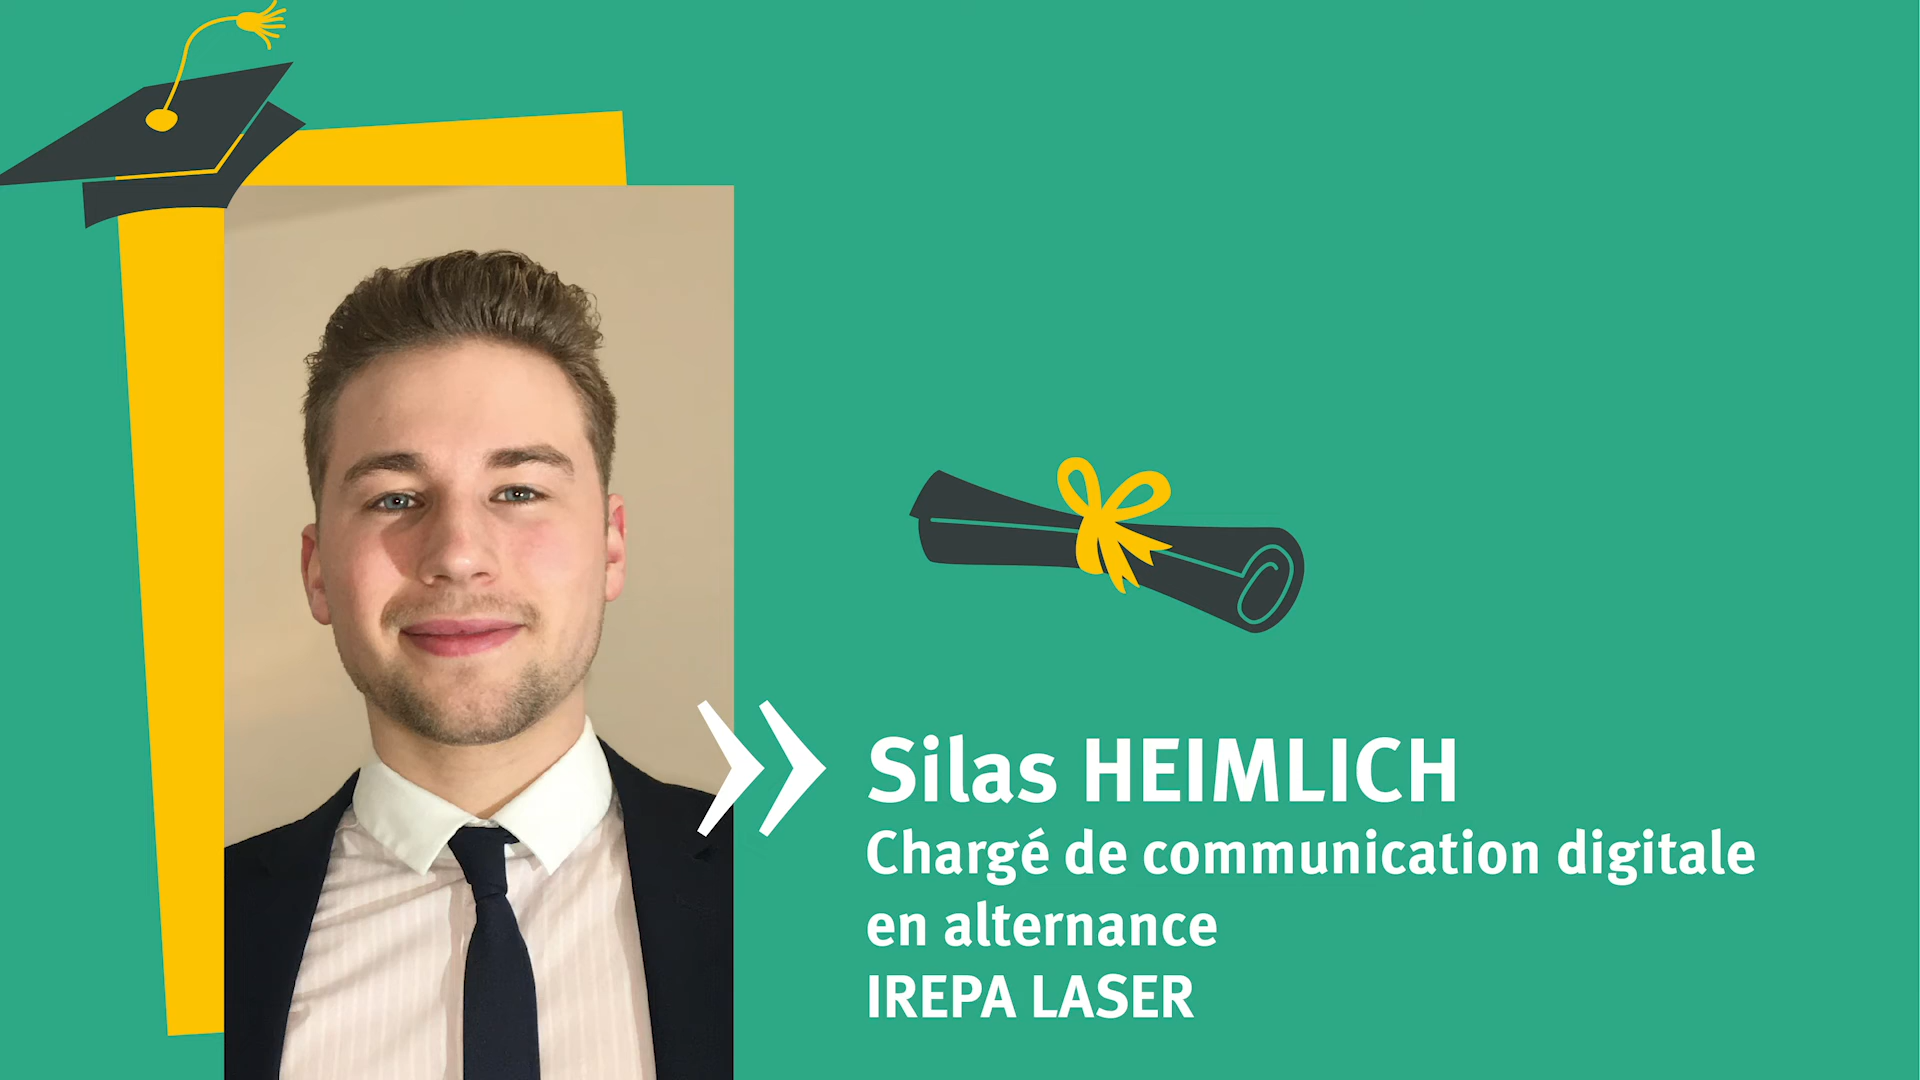 Silas HEIMLICH
Chargé de communication digitale
en alternance
IREPA LASER